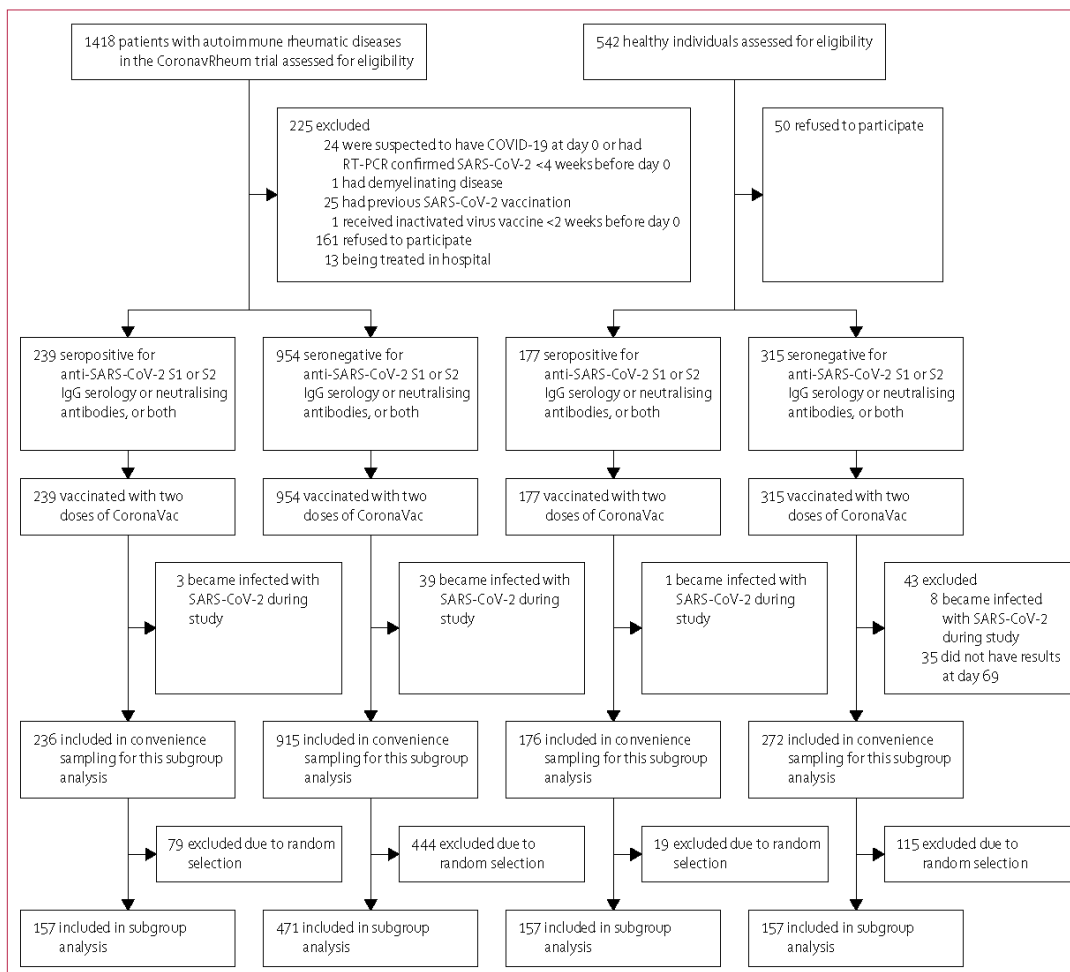 1418 patients with autoimmune rheumatic diseases
in the CoronavRheum trial assessed for eligibility
542 healthy individuals assessed for eligibility
225 excluded
24 were suspected to have COVID-19 at day 0 or had
RT-PCR confirmed SARS-CoV-2 <4 weeks before day 0
1 had demyelinating disease
25 had previous SARS-CoV-2 vaccination
1 received inactivated virus vaccine <2 weeks before day 0
161 refused to participate
13 being treated in hospital
50 refused to participate
239 seropositive for
anti-SARS-CoV-2 S1 or S2
IgG serology or neutralising
antibodies, or both
954 seronegative for
anti-SARS-CoV-2 S1 or S2
IgG serology or neutralising
antibodies, or both
177 seropositive for
anti-SARS-CoV-2 S1 or S2
IgG serology or neutralising
antibodies, or both
315 seronegative for
anti-SARS-CoV-2 S1 or S2
IgG serology or neutralising
antibodies, or both
239 vaccinated with two
doses of CoronaVac
954 vaccinated with two
doses of CoronaVac
177 vaccinated with two
doses of CoronaVac
315 vaccinated with two
doses of CoronaVac
3 became infected with
SARS-CoV-2 during
study
39 became infected with
SARS-CoV-2 during
study
1 became infected with
SARS-CoV-2 during
study
43 excluded
8 became infected
with SARS-CoV-2
during study
35 did not have results
at day 69
236 included in convenience
sampling for this subgroup
analysis
915 included in convenience
sampling for this subgroup
analysis
176 included in convenience
sampling for this subgroup
analysis
272 included in convenience
sampling for this subgroup
analysis
79 excluded due to random
selection
444 excluded due to
random selection
19 excluded due to random
selection
115 excluded due to
random selection
157 included in subgroup
analysis
471 included in subgroup
analysis
157 included in subgroup
analysis
157 included in subgroup
analysis